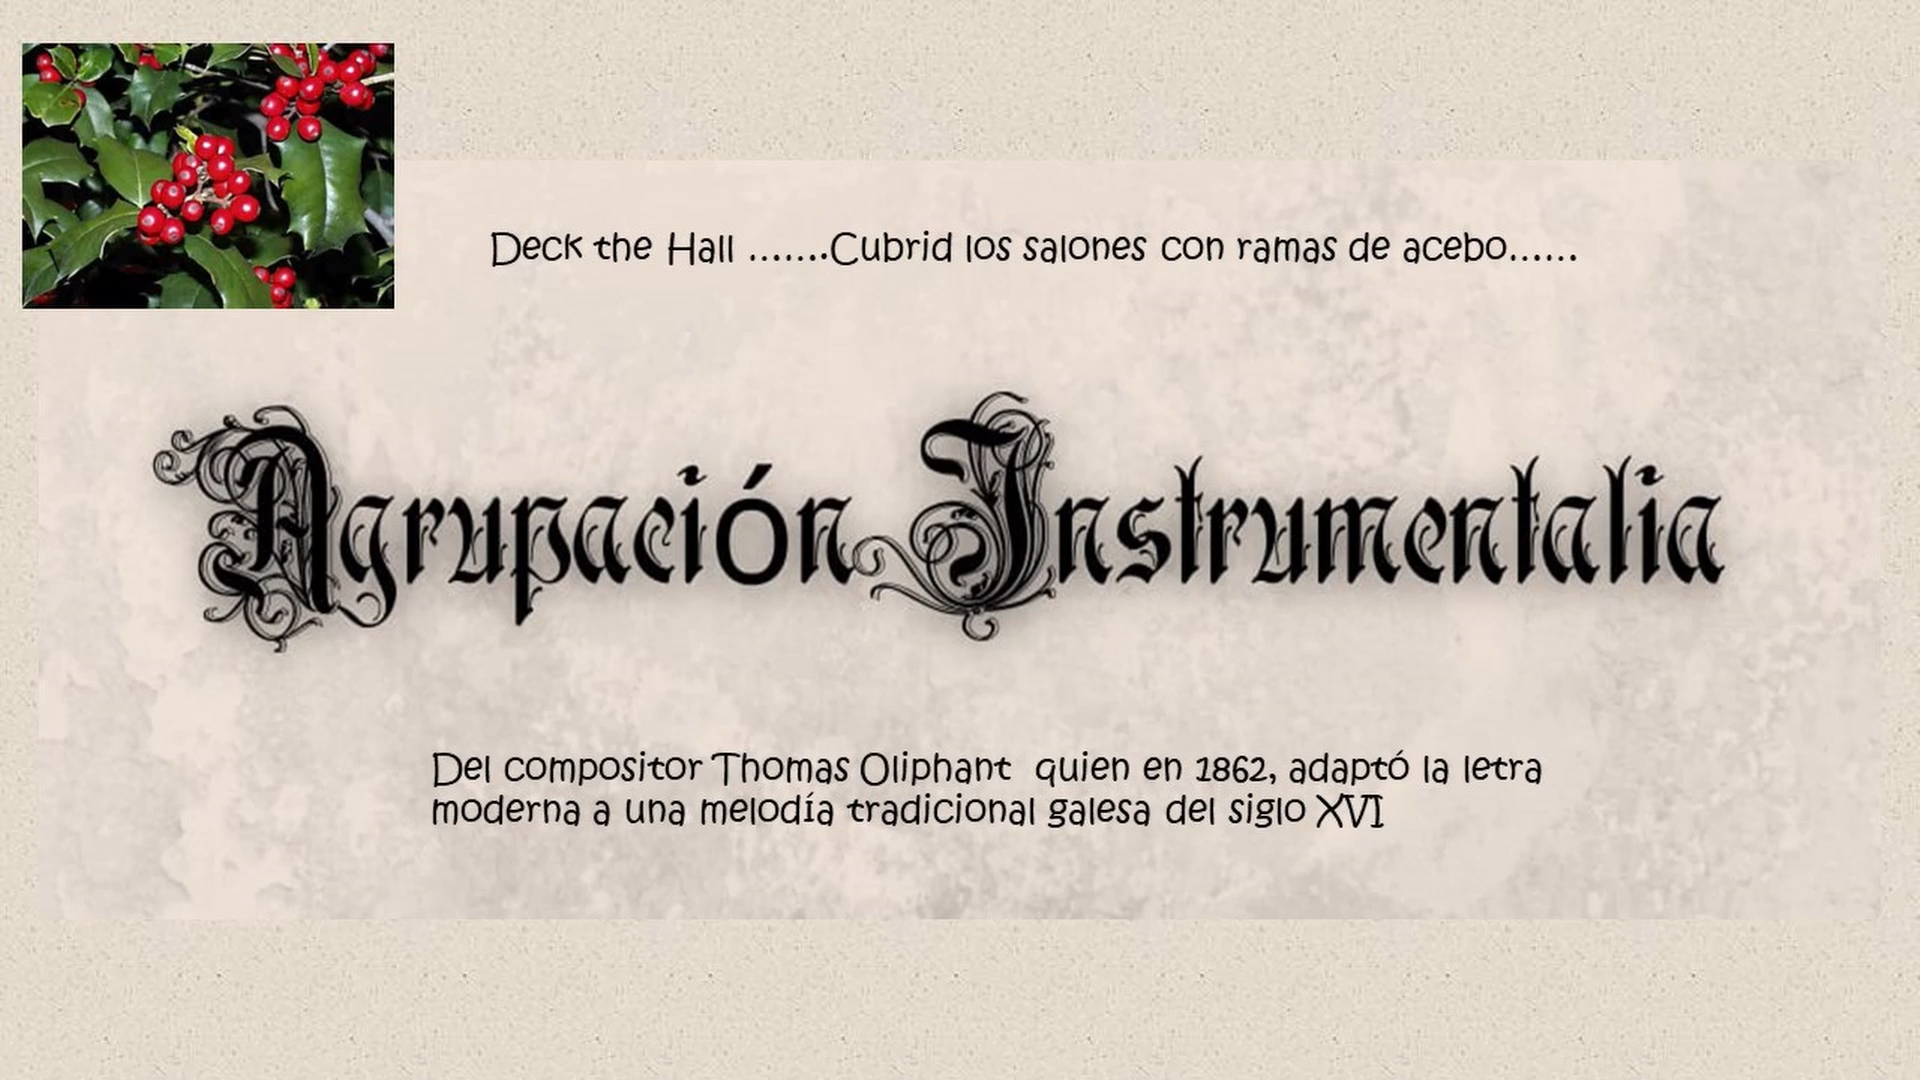 Deck the Hall .......Cubrid los salones con ramas de acebo......
Agrupación Instrumentalia
Del compositor Thomas Oliphant  quien en 1862, adaptó la letra
moderna a una melodía tradicional galesa del siglo XVI